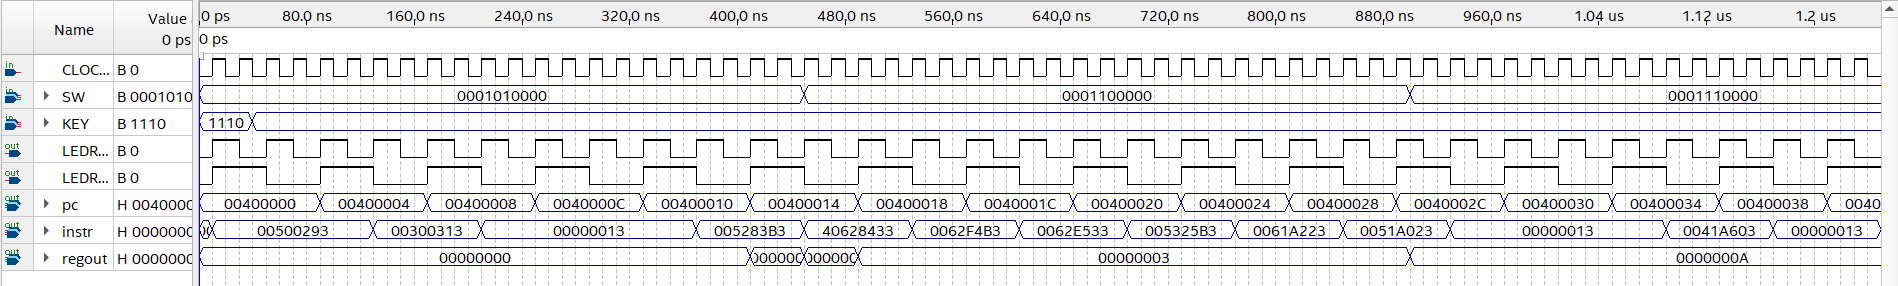 Name Value 0 ps 80,0 ns 160,0 ns 240,0 ns 320,0 ns 400,0 ns 480,0 ns 560,0 ns 640,0 ns 720,0 ns 800,0 ns 880,0 ns 960,0 ns 1.04 us 1.12 us 1.2 us
0 ps 0 ps
in CLOC... B 0
in SW B 0001010 0001010000 0001100000 0001110000
in KEY B 1110 1110
out LEDR... B 0
out LEDR... B 0
out pc H 0040000 00400000 00400004 00400008 0040000C 00400010 00400014 00400018 0040001C 00400020 00400024 00400028 0040002C 00400030 00400034 00400038 0040
out instr H 0000000 00500293 00300313 00000013 005283B3 40628433 0062F4B3 0062E533 005325B3 0061A223 0051A023 00000013 0041A603 00000013
out regout H 0000000 00000000 00000003 0000000A